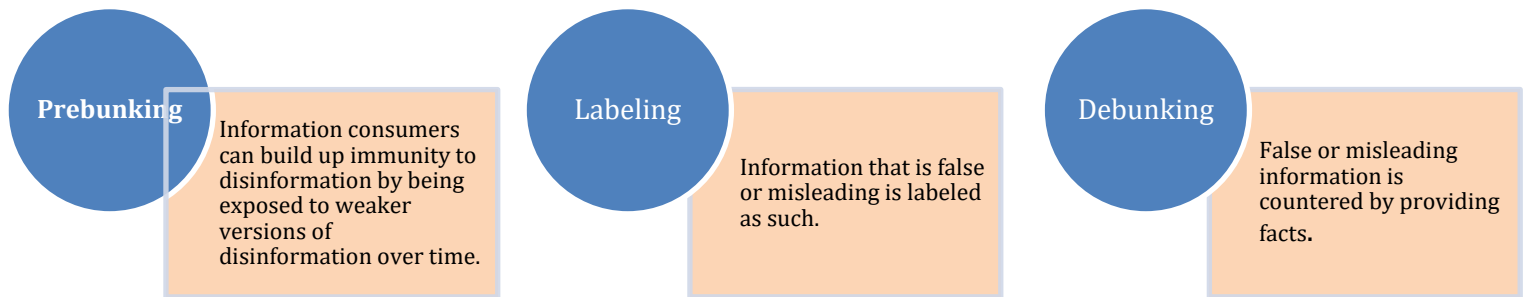 Prebunking
Information consumers
can build up immunity to
disinformation by being
exposed to weaker
versions of
disinformation over time.
Labeling
Information that is false
or misleading is labeled
as such.
Debunking
False or misleading
information is
countered by providing
facts.